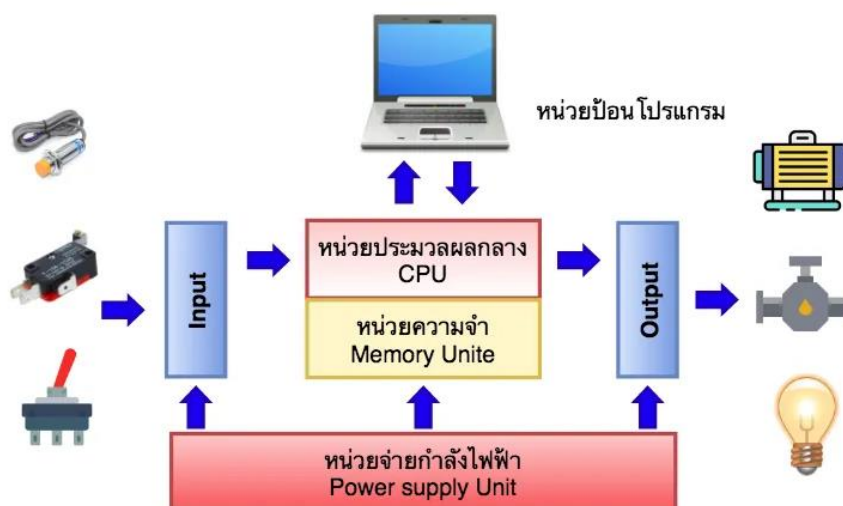 หน่วยป้อนโปรแกรม
Input
หน่วยประมวลผลกลาง
CPU
หน่วยความจำ
Memory Unite
Output
หน่วยจ่ายกำลังไฟฟ้า
Power supply Unit